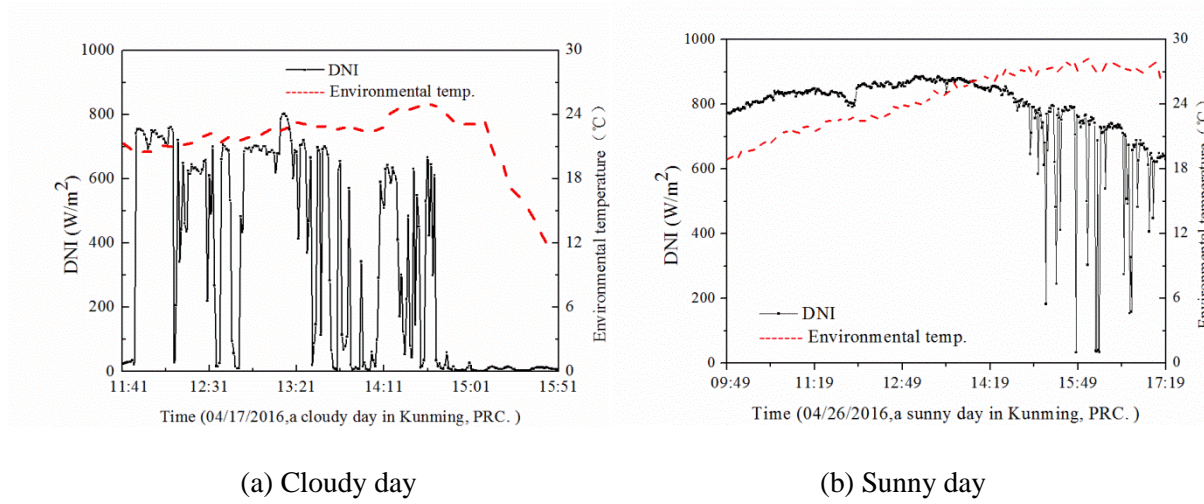 1000
800
600
400
200
0
DNI (W/m2)
DNI
Environmental temp.
30
24
18
12
6
0
Environmental temperature (℃)
11:41 12:31 13:21 14:11 15:01 15:51
Time (04/17/2016,a cloudy day in Kunming, PRC. )
(a) Cloudy day
1000
800
600
400
200
0
DNI (W/m2)
DNI
Environmental temp.
30
24
18
12
6
0
Environmental temperature (℃)
09:49 11:19 12:49 14:19 15:49 17:19
Time (04/26/2016,a sunny day in Kunming, PRC. )
(b) Sunny day